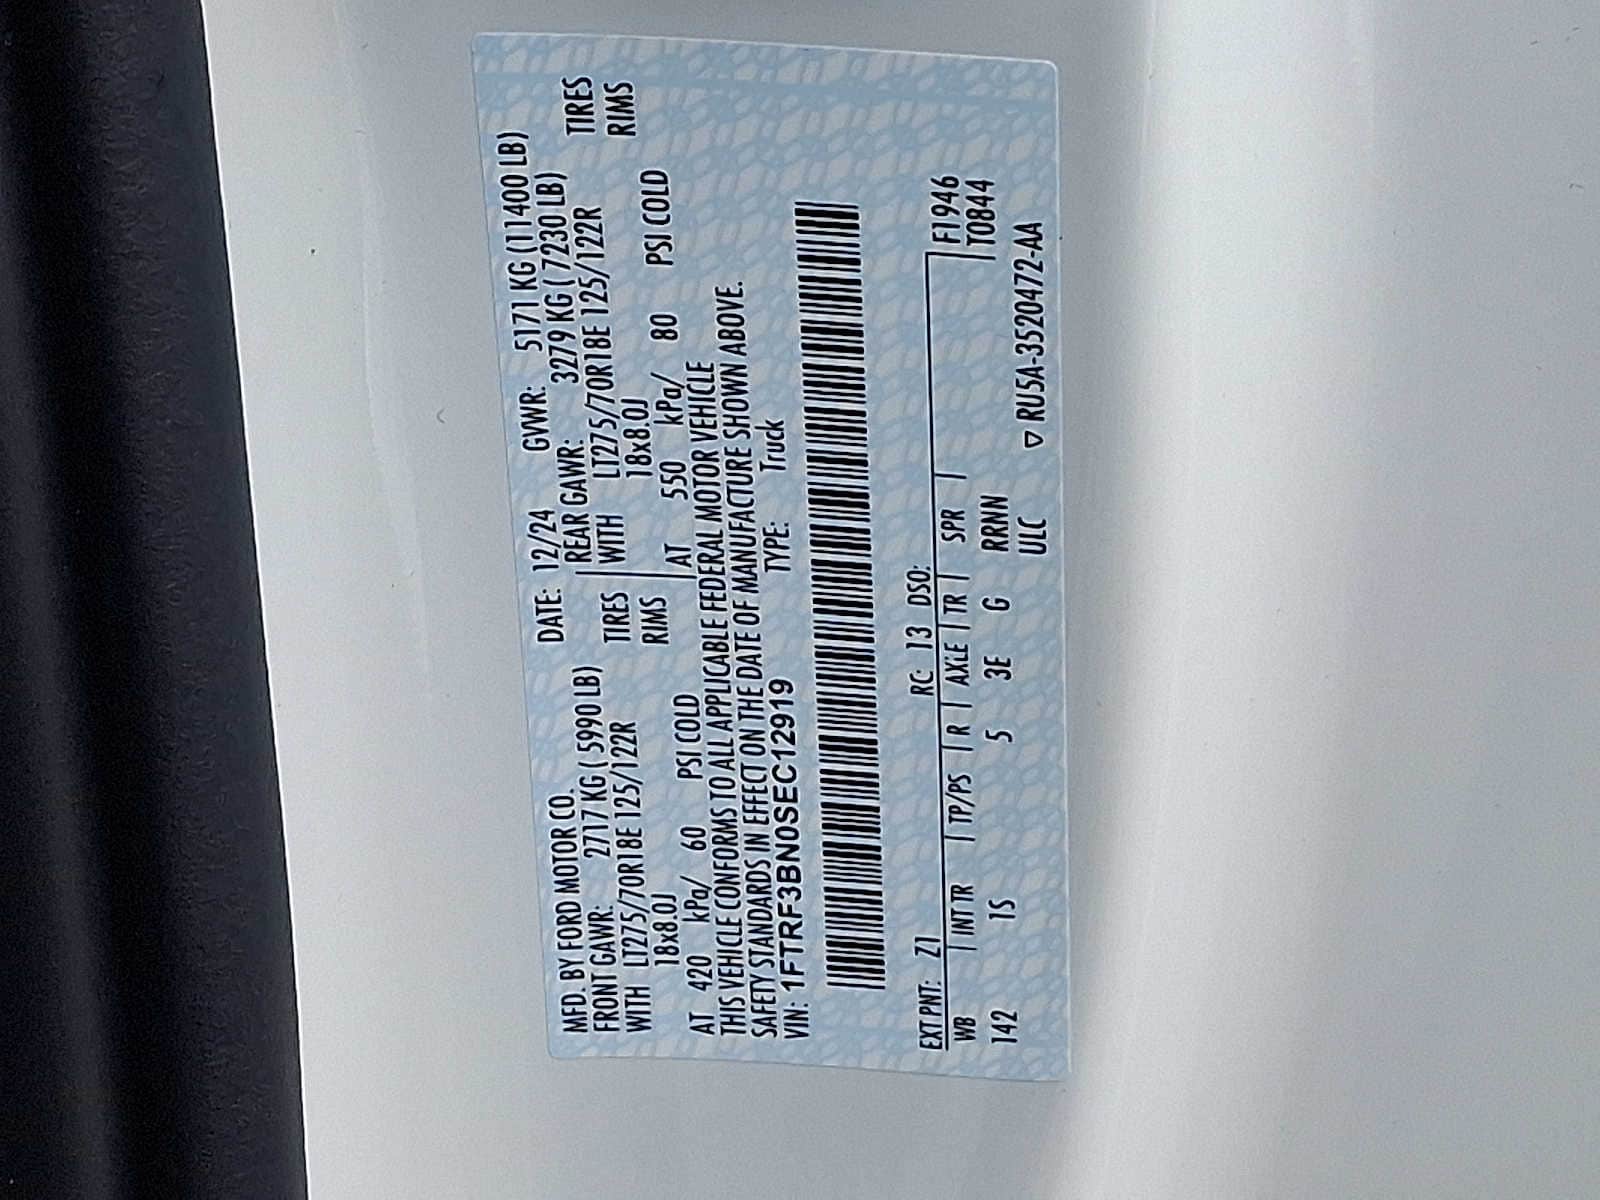 MFD. BY FORD MOTOR CO. DATE: 12/24 GVWR: 5171 KG (11400 LB)
FRONT GAWR: 2717 KG ( 5990 LB) REAR GAWR: 3279 KG ( 7230 LB)
WITH LT275/70R18E 125/122R TIRES WITH LT275/70R18E 125/122R TIRES
18x8.0J RIMS 18x8.0J RIMS
AT 420 kPa/ 60 PSI COLD AT 550 kPa/ 80 PSI COLD
THIS VEHICLE CONFORMS TO ALL APPLICABLE FEDERAL MOTOR VEHICLE
SAFETY STANDARDS IN EFFECT ON THE DATE OF MANUFACTURE SHOWN ABOVE.
VIN: 1FTRF3BN0SEC12919 TYPE: Truck
EXT PNT: Z1 RC: 13 DSO: F1946
WB | INT TR | TP/PS | R | AXLE | TR | SPR | T0844
142 1S 5 3E G RRNN
ULC ▽ RU5A-3520472-AA